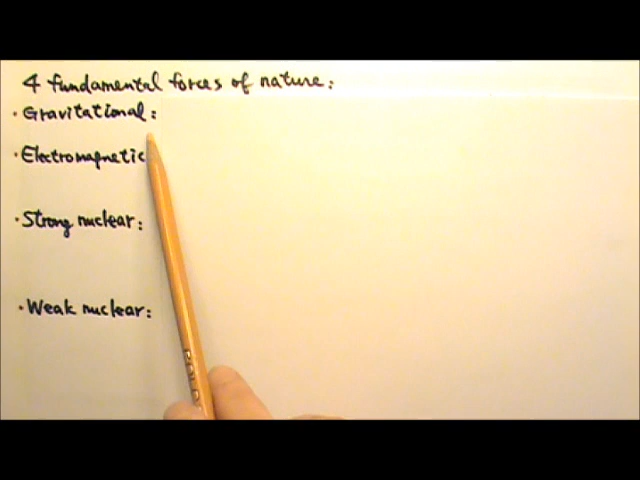 4 fundamental forces of nature:
· Gravitational:
· Electromagnetic
· Strong nuclear:
· Weak nuclear: